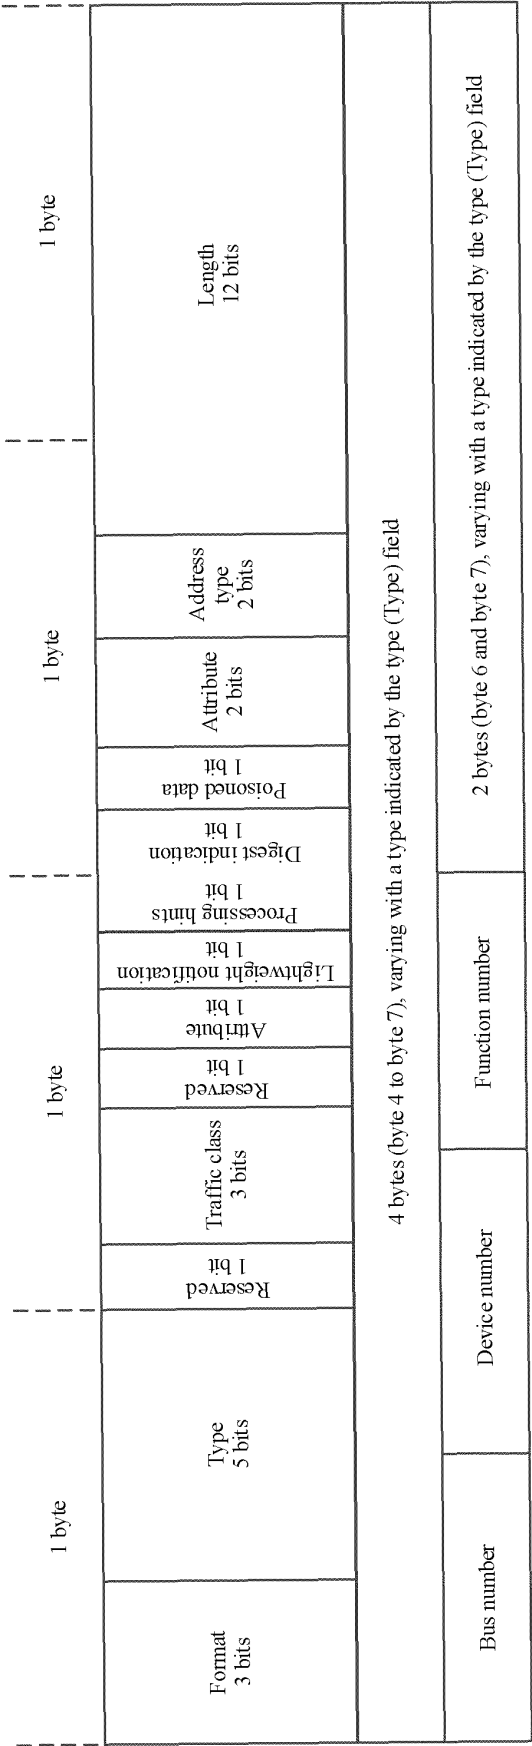 1 byte
1 byte
1 byte
1 byte
Format
3 bits
Type
5 bits
Reserved
1 bit
Traffic class
3 bits
Reserved
1 bit
Attribute
1 bit
Lightweight notification
1 bit
Processing hints
1 bit
Digest indication
1 bit
Poisoned data
1 bit
Attribute
2 bits
Address
type
2 bits
Length
12 bits
4 bytes (byte 4 to byte 7), varying with a type indicated by the type (Type) field
Bus number
Device number
Function number
2 bytes (byte 6 and byte 7), varying with a type indicated by the type (Type) field